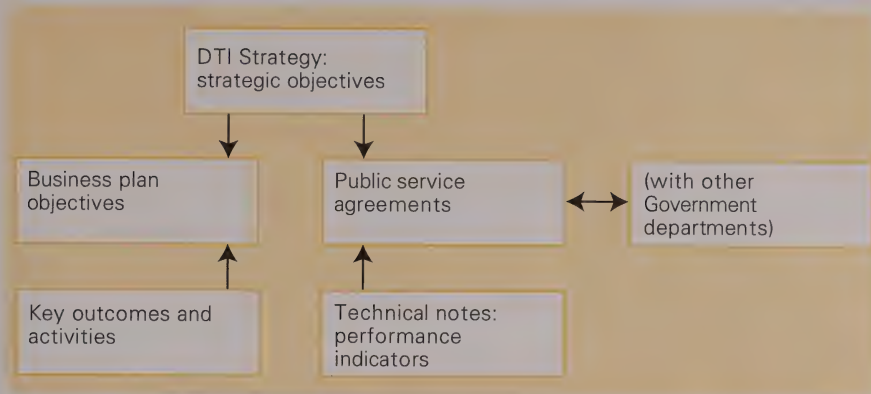 DTI Strategy:
strategic objectives
Business plan
objectives
Public service
agreements
(with other
Government
departments)
Key outcomes and
activities
Technical notes:
performance
indicators